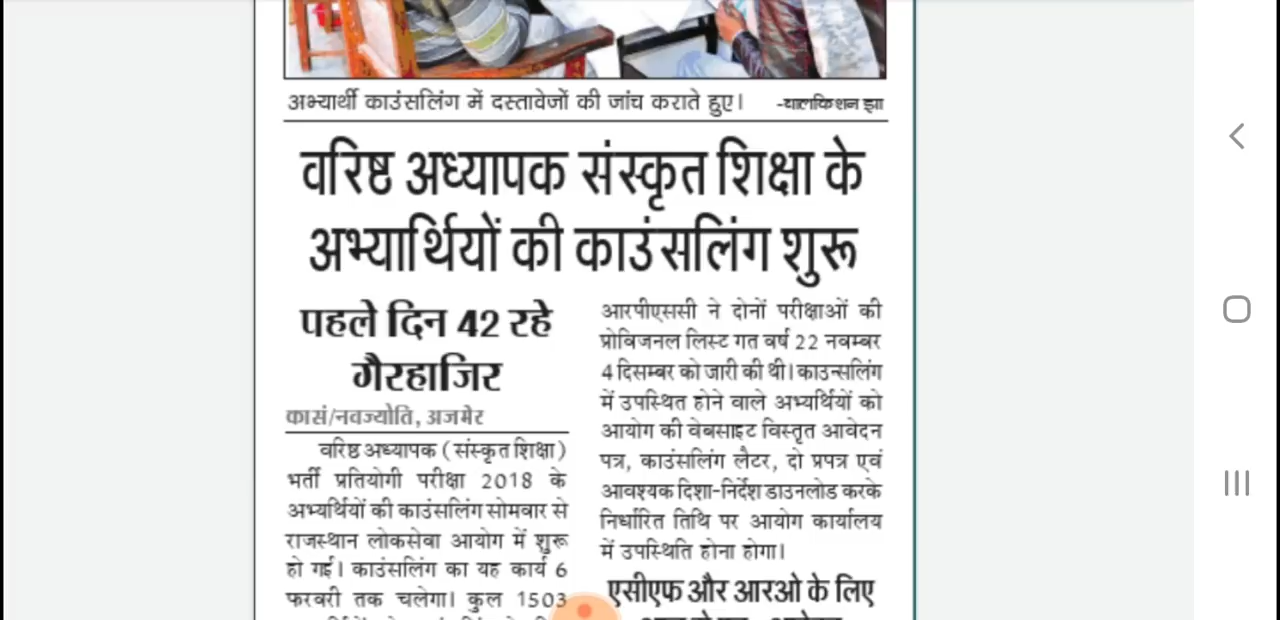 अभ्यार्थी काउंसलिंग में दस्तावेजों की जांच कराते हुए।
वरिष्ठ अध्यापक संस्कृत शिक्षा के
अभ्यार्थियों की काउंसलिंग शुरू
पहले दिन 42 रहे
गैरहाजिर
कासं/नवज्योति, अजमेर
वरिष्ठ अध्यापक (संस्कृत शिक्षा)
भर्ती प्रतियोगी परीक्षा 2018 के
अभ्यर्थियों की काउंसलिंग सोमवार से
राजस्थान लोकसेवा आयोग में शुरू
हो गई। काउंसलिंग का यह कार्य 6
फरवरी तक चलेगा। कुल 1503
आरपीएससी ने दोनों परीक्षाओं की
प्रोविजनल लिस्ट गत वर्ष 22 नवम्बर
4 दिसम्बर को जारी की थी। काउन्सलिंग
में उपस्थित होने वाले अभ्यर्थियों को
आयोग की वेबसाइट विस्तृत आवेदन
पत्र, काउंसलिंग लैटर, दो प्रपत्र एवं
आवश्यक दिशा-निर्देश डाउनलोड करके
निर्धारित तिथि पर आयोग कार्यालय
में उपस्थिति होना होगा।
एसीएफ और आरओ के लिए